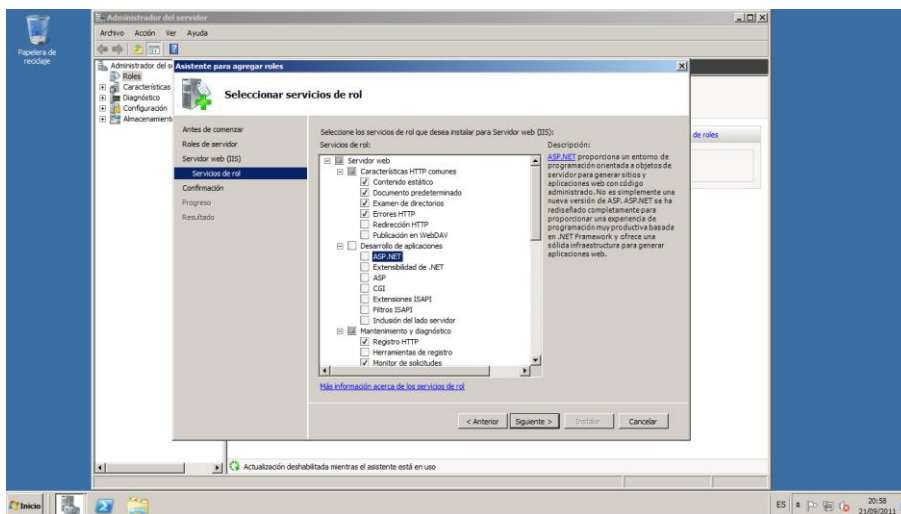 Papelera de
reciclaje
Administrador del servidor
Archivo Acción Ver Ayuda
Administrador del s
Roles
Características
Diagnóstico
Configuración
Almacenamient
Asistente para agregar roles
Seleccionar servicios de rol
Antes de comenzar
Roles de servidor
Servidor web (IIS)
Servicios de rol
Confirmación
Progreso
Resultado
Seleccione los servicios de rol que desea instalar para Servidor web (IIS):
Servicios de rol:
Servidor web
Características HTTP comunes
Contenido estático
Documento predeterminado
Examen de directorios
Errores HTTP
Redirección HTTP
Publicación en WebDAV
Desarrollo de aplicaciones
ASP.NET
Extensibilidad de .NET
ASP
CGI
Extensiones ISAPI
Filtros ISAPI
Inclusión del lado servidor
Mantenimiento y diagnóstico
Registro HTTP
Herramientas de registro
Monitor de solicitudes
Más información acerca de los servicios de rol
Descripción:
ASP.NET proporciona un entorno de
programación orientada a objetos de
servidor para generar sitios y
aplicaciones web con código
administrado. No es simplemente una
nueva versión de ASP. ASP.NET se ha
rediseñado completamente para
proporcionar una experiencia de
programación muy productiva basada
en .NET Framework y ofrece una
sólida infraestructura para generar
aplicaciones web.
de roles
< Anterior Siguiente > Instalar Cancelar
Actualización deshabilitada mientras el asistente está en uso
Inicio
ES
20:58
21/09/2011